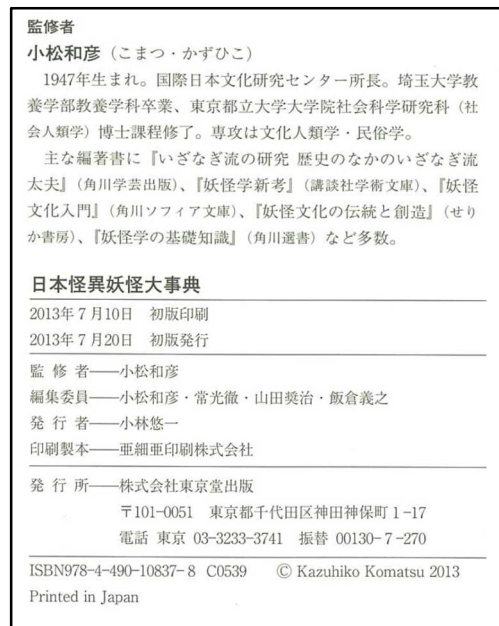 監修者
小松和彦（こまつ・かずひこ）
1947年生まれ。国際日本文化研究センター所長。埼玉大学教
養学部教養学科卒業、東京都立大学大学院社会科学研究科（社
会人類学）博士課程修了。専攻は文化人類学・民俗学。
主な編著書に『いざなぎ流の研究 歴史のなかのいざなぎ流
太夫』（角川学芸出版）、『妖怪学新考』（講談社学術文庫）、『妖怪
文化入門』（角川ソフィア文庫）、『妖怪文化の伝統と創造』（せり
か書房）、『妖怪学の基礎知識』（角川選書）など多数。
日本怪異妖怪大事典
2013年7月10日　初版印刷
2013年7月20日　初版発行
監修者――小松和彦
編集委員――小松和彦・常光徹・山田奨治・飯倉義之
発行者――小林悠一
印刷製本――亜細亜印刷株式会社
発行所――株式会社東京堂出版
〒101-0051　東京都千代田区神田神保町1-17
電話 東京 03-3233-3741　振替 00130-7-270
ISBN978-4-490-10837-8 C0539　© Kazuhiko Komatsu 2013
Printed in Japan